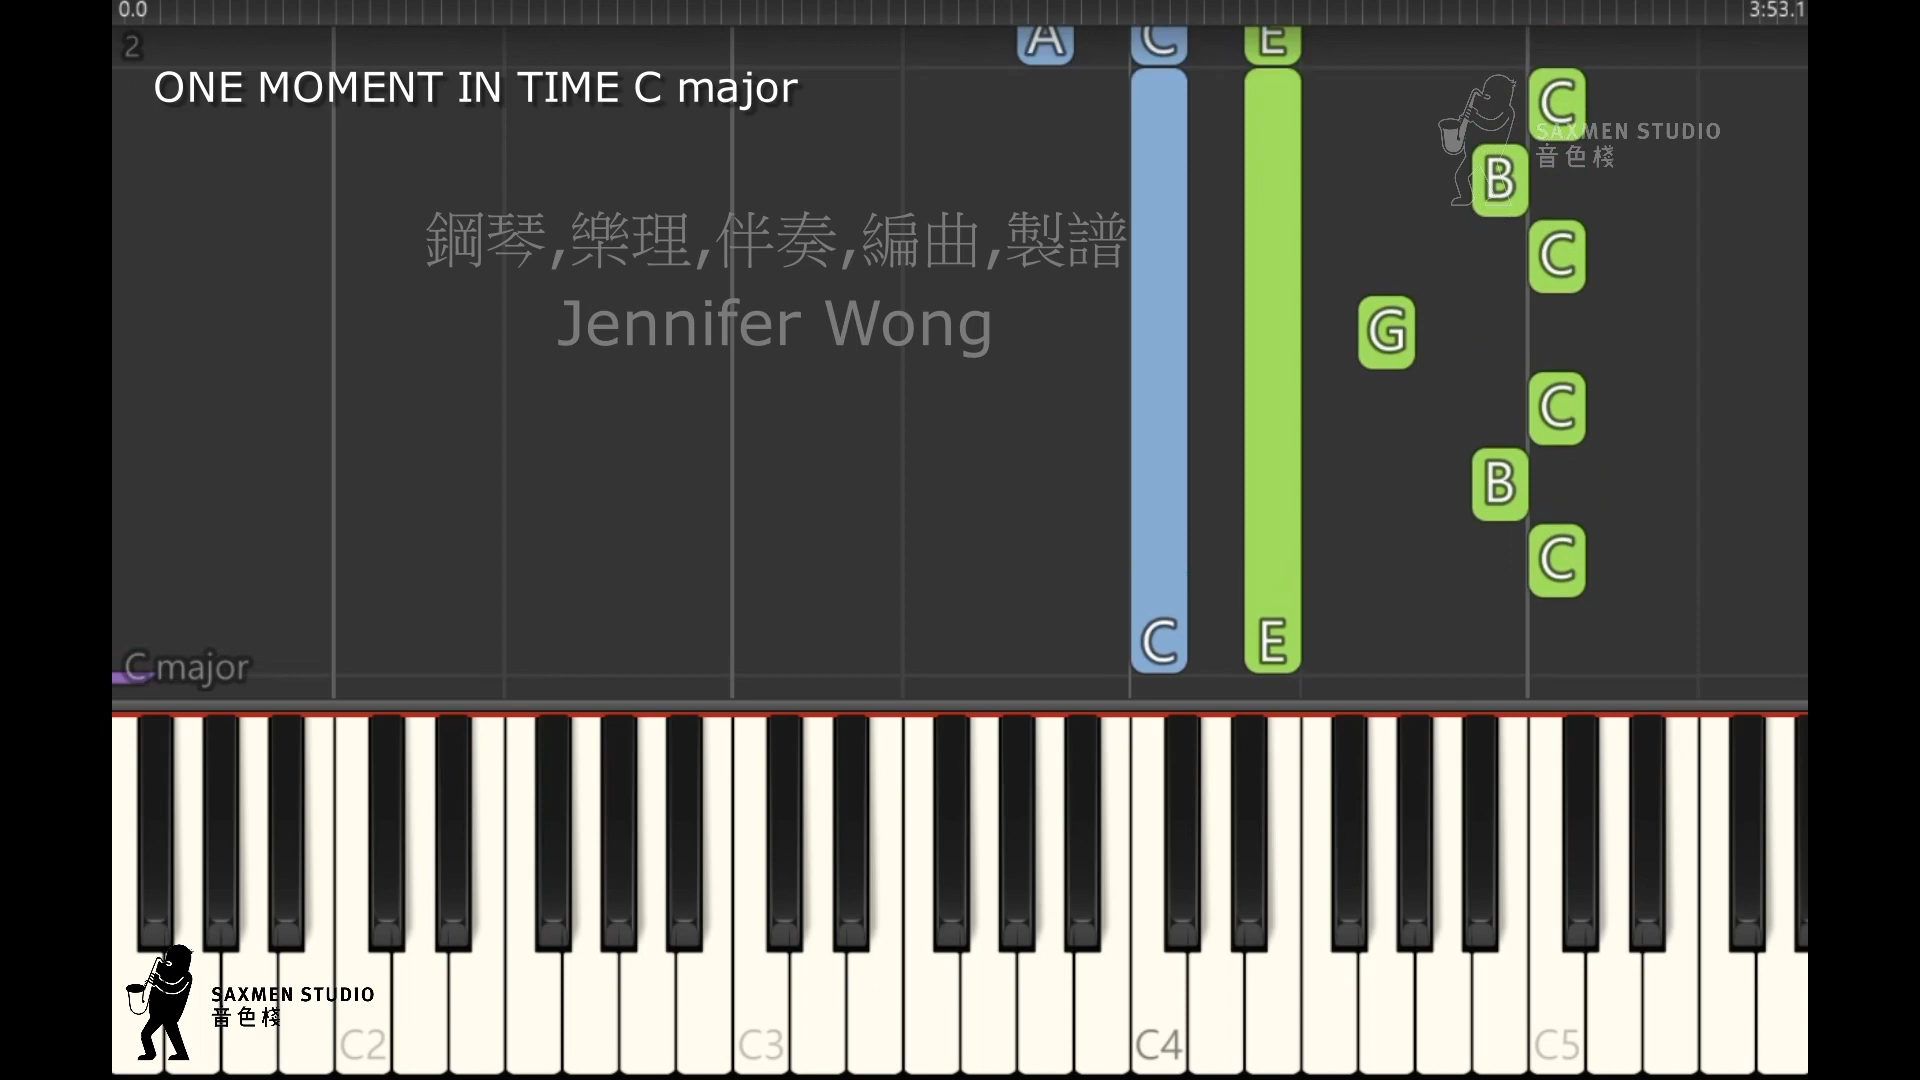 0.0
3:53.1
2
A
C
E
ONE MOMENT IN TIME C major
C
SAXMEN STUDIO
音色棧
B
鋼琴,樂理,伴奏,編曲,製譜
C
Jennifer Wong
G
C
B
C
C
E
C major
SAXMEN STUDIO
音色棧
C2
C3
C4
C5